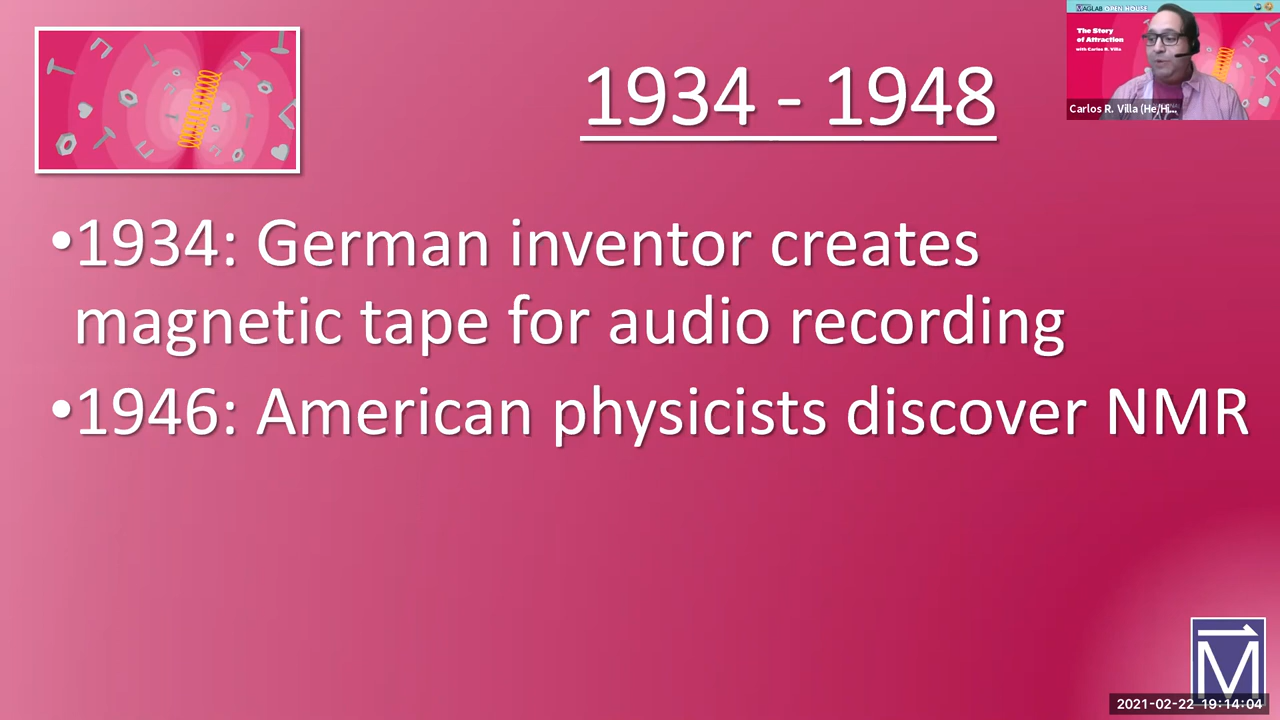 1934 - 1948
MAGLAB OPEN HOUSE
The Story
of Attraction
with Carlos R. Villa
Carlos R. Villa (He/Hi...
•1934: German inventor creates
magnetic tape for audio recording
•1946: American physicists discover NMR
M
2021-02-22 19:14:04